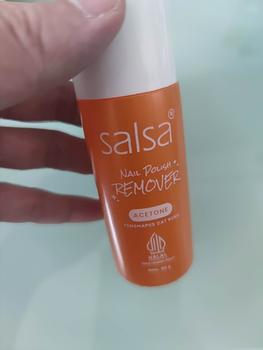 salsa®
NAIL POLISH
REMOVER
ACETONE
PENGHAPUS CAT KUKU
HALAL